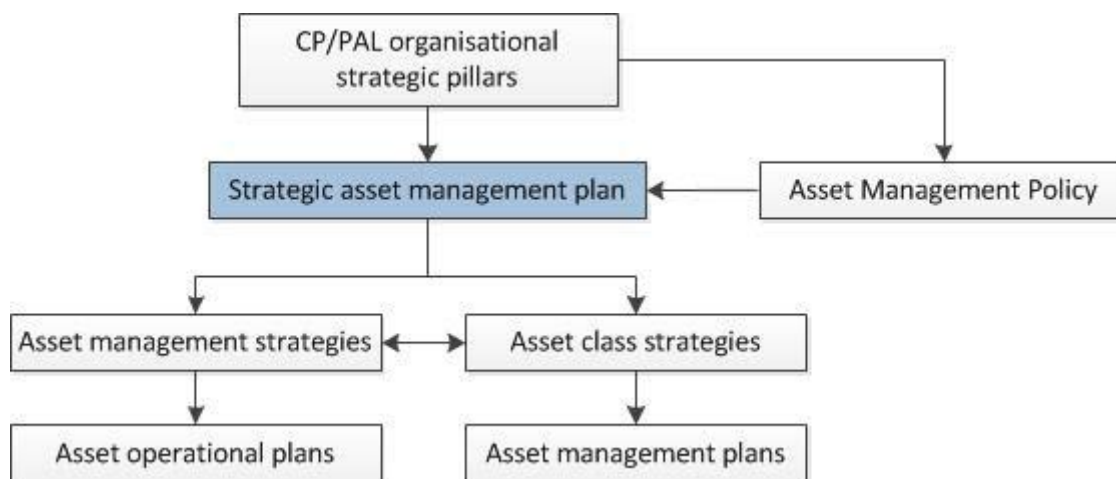 CP/PAL organisational
strategic pillars
Strategic asset management plan
Asset Management Policy
Asset management strategies
Asset class strategies
Asset operational plans
Asset management plans